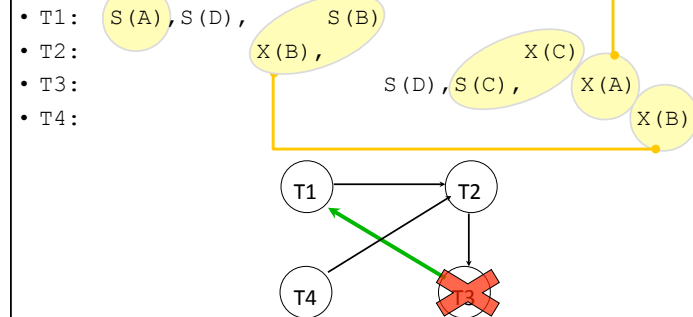 • T1: S(A),S(D), S(B)
• T2: X(B), X(C)
• T3: S(D),S(C), X(A)
• T4: X(B)
T1 T2
T4 T3